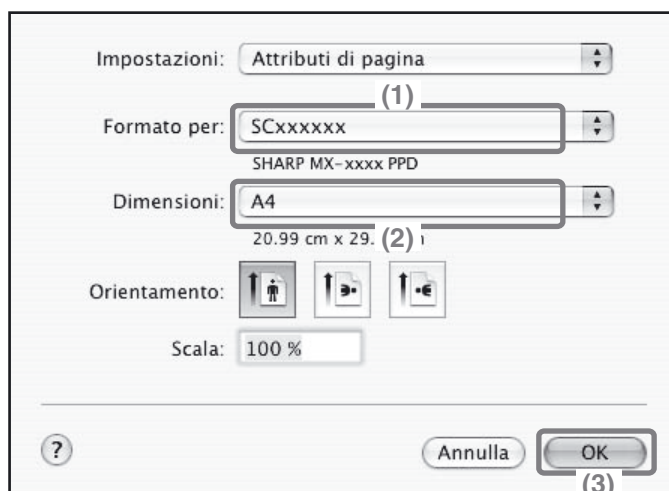 Impostazioni: Attributi di pagina
(1)
Formato per: SCxxxxxx
SHARP MX-xxxx PPD
Dimensioni: A4
20.99 cm x 29.
(2)
Orientamento:
Scala: 100 %
? Annulla OK
(3)